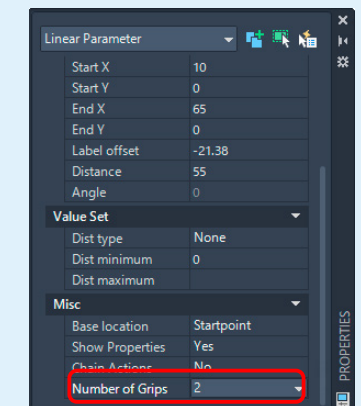 Linear Parameter
Start X 10
Start Y 0
End X 65
End Y 0
Label offset -21.38
Distance 55
Angle 0
Value Set
Dist type None
Dist minimum 0
Dist maximum
Misc
Base location Startpoint
Show Properties Yes
Chain Actions No
Number of Grips 2
PROPERTIES